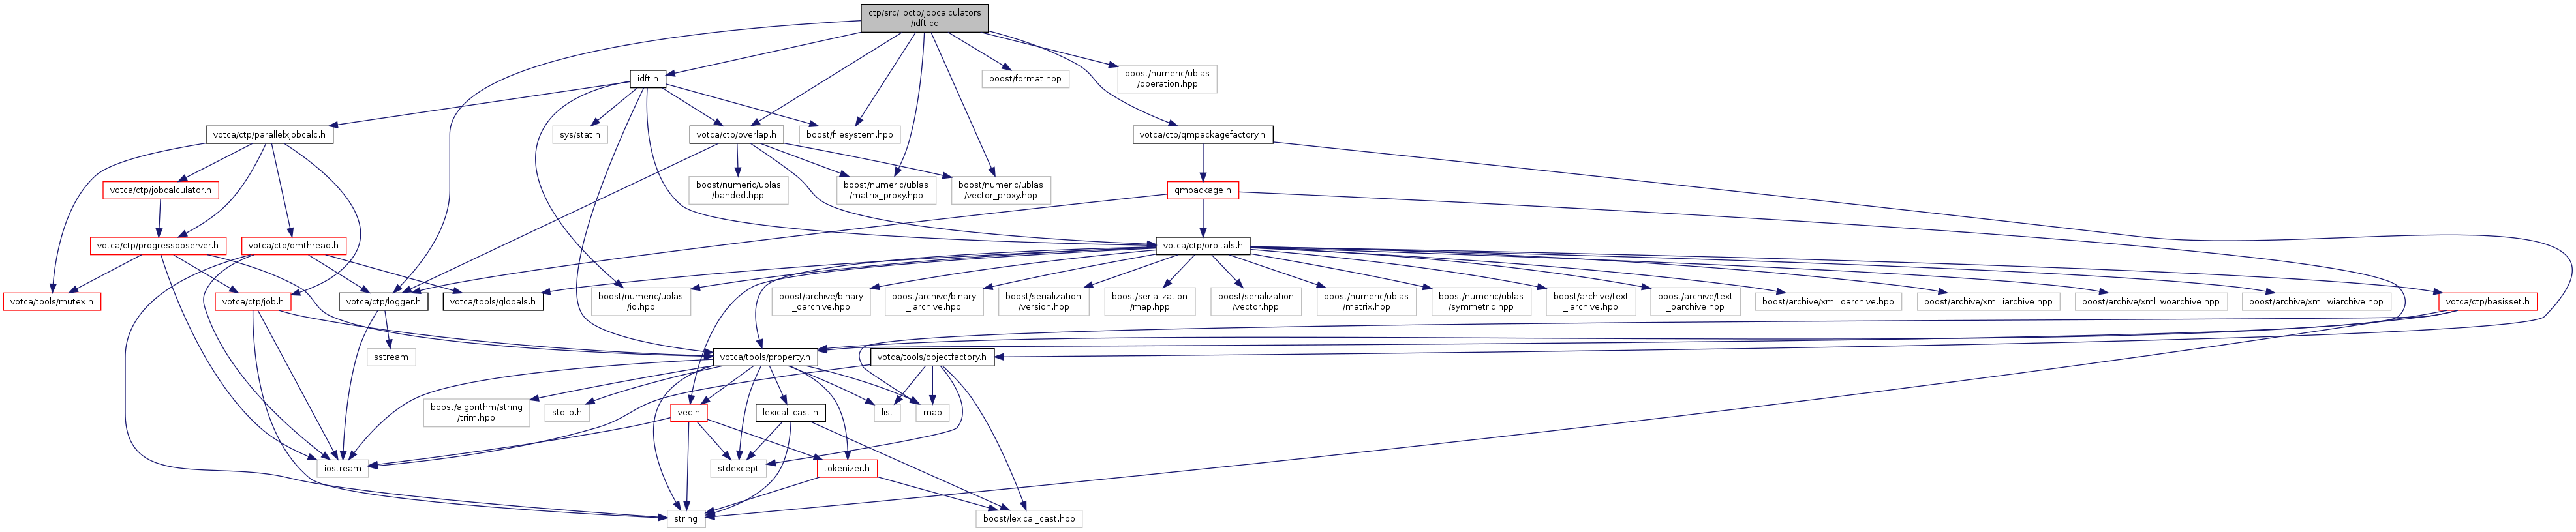 ctp/src/libctp/jobcalculators
/idft.cc
idft.h
boost/format.hpp
boost/numeric/ublas
/operation.hpp
votca/ctp/parallelxjobcalc.h
sys/stat.h
votca/ctp/overlap.h
boost/filesystem.hpp
votca/ctp/qmpackagefactory.h
votca/ctp/jobcalculator.h
boost/numeric/ublas
/banded.hpp
boost/numeric/ublas
/matrix_proxy.hpp
boost/numeric/ublas
/vector_proxy.hpp
qmpackage.h
votca/ctp/progressobserver.h
votca/ctp/qmthread.h
votca/ctp/orbitals.h
votca/tools/mutex.h
votca/ctp/job.h
votca/ctp/logger.h
votca/tools/globals.h
boost/numeric/ublas
/io.hpp
boost/archive/binary
_oarchive.hpp
boost/archive/binary
_iarchive.hpp
boost/serialization
/version.hpp
boost/serialization
/map.hpp
boost/serialization
/vector.hpp
boost/numeric/ublas
/matrix.hpp
boost/numeric/ublas
/symmetric.hpp
boost/archive/text
_iarchive.hpp
boost/archive/text
_oarchive.hpp
boost/archive/xml_oarchive.hpp
boost/archive/xml_iarchive.hpp
boost/archive/xml_woarchive.hpp
boost/archive/xml_wiarchive.hpp
votca/ctp/basisset.h
sstream
votca/tools/property.h
votca/tools/objectfactory.h
boost/algorithm/string
/trim.hpp
stdlib.h
vec.h
lexical_cast.h
list
map
iostream
stdexcept
tokenizer.h
string
boost/lexical_cast.hpp